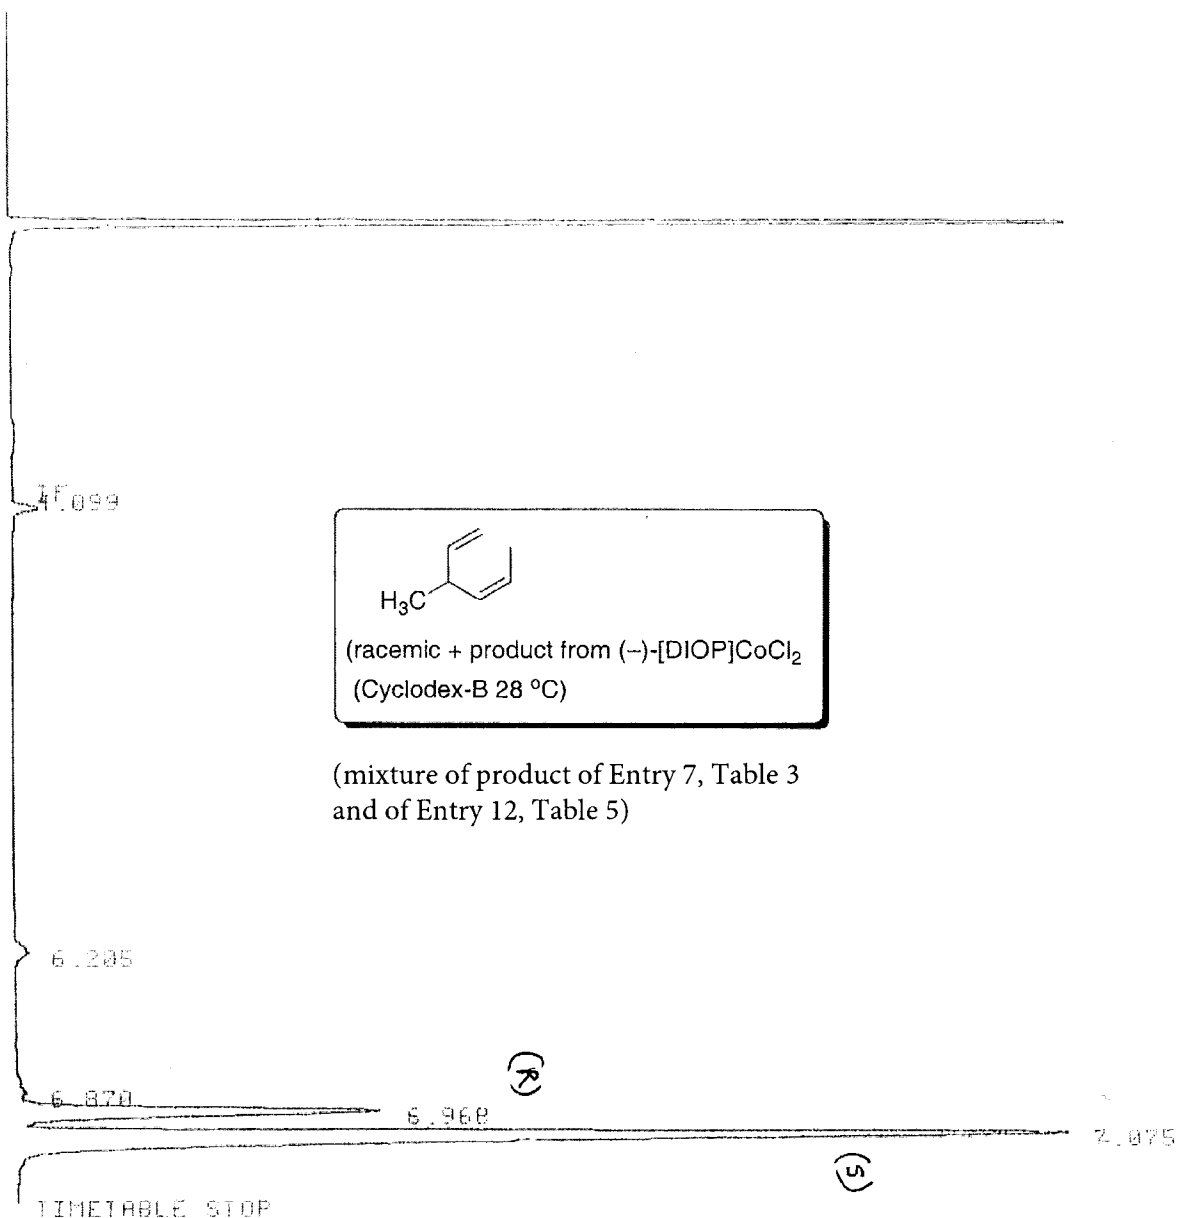 4.099
H₃C
(racemic + product from (–)-[DIOP]CoCl₂
(Cyclodex-B 28 °C)
(mixture of product of Entry 7, Table 3
and of Entry 12, Table 5)
6.205
(R)
6.870
6.968
7.075
(S)
TIMETABLE STOP